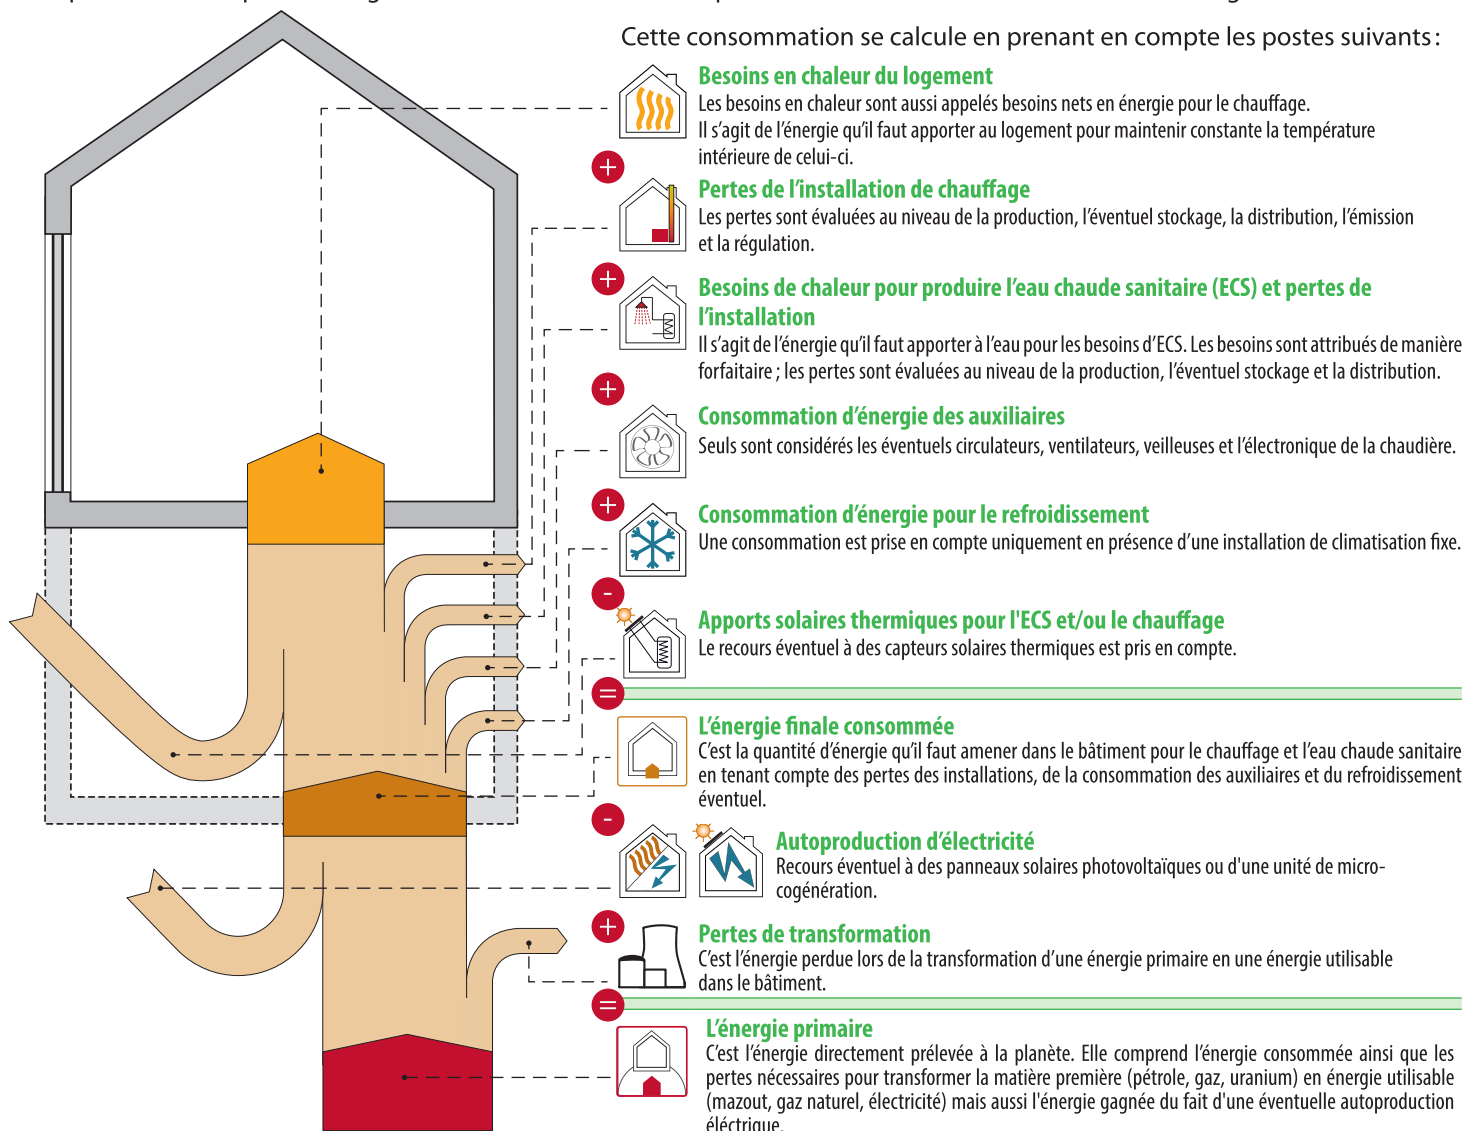 Cette consommation se calcule en prenant en compte les postes suivants :
Besoins en chaleur du logement
Les besoins en chaleur sont aussi appelés besoins nets en énergie pour le chauffage.
Il s’agit de l’énergie qu’il faut apporter au logement pour maintenir constante la température
intérieure de celui-ci.
+
Pertes de l’installation de chauffage
Les pertes sont évaluées au niveau de la production, l’éventuel stockage, la distribution, l’émission
et la régulation.
+
Besoins de chaleur pour produire l’eau chaude sanitaire (ECS) et pertes de
l’installation
Il s’agit de l’énergie qu’il faut apporter à l’eau pour les besoins d’ECS. Les besoins sont attribués de manière
forfaitaire ; les pertes sont évaluées au niveau de la production, l’éventuel stockage et la distribution.
+
Consommation d’énergie des auxiliaires
Seuls sont considérés les éventuels circulateurs, ventilateurs, veilleuses et l’électronique de la chaudière.
+
Consommation d’énergie pour le refroidissement
Une consommation est prise en compte uniquement en présence d’une installation de climatisation fixe.
-
Apports solaires thermiques pour l'ECS et/ou le chauffage
Le recours éventuel à des capteurs solaires thermiques est pris en compte.
=
L’énergie finale consommée
C’est la quantité d’énergie qu’il faut amener dans le bâtiment pour le chauffage et l’eau chaude sanitaire
en tenant compte des pertes des installations, de la consommation des auxiliaires et du refroidissement
éventuel.
-
Autoproduction d’électricité
Recours éventuel à des panneaux solaires photovoltaïques ou d'une unité de micro-
cogénération.
+
Pertes de transformation
C’est l’énergie perdue lors de la transformation d’une énergie primaire en une énergie utilisable
dans le bâtiment.
=
L’énergie primaire
C’est l’énergie directement prélevée à la planète. Elle comprend l’énergie consommée ainsi que les
pertes nécessaires pour transformer la matière première (pétrole, gaz, uranium) en énergie utilisable
(mazout, gaz naturel, électricité) mais aussi l'énergie gagnée du fait d'une éventuelle autoproduction
éléctrique.